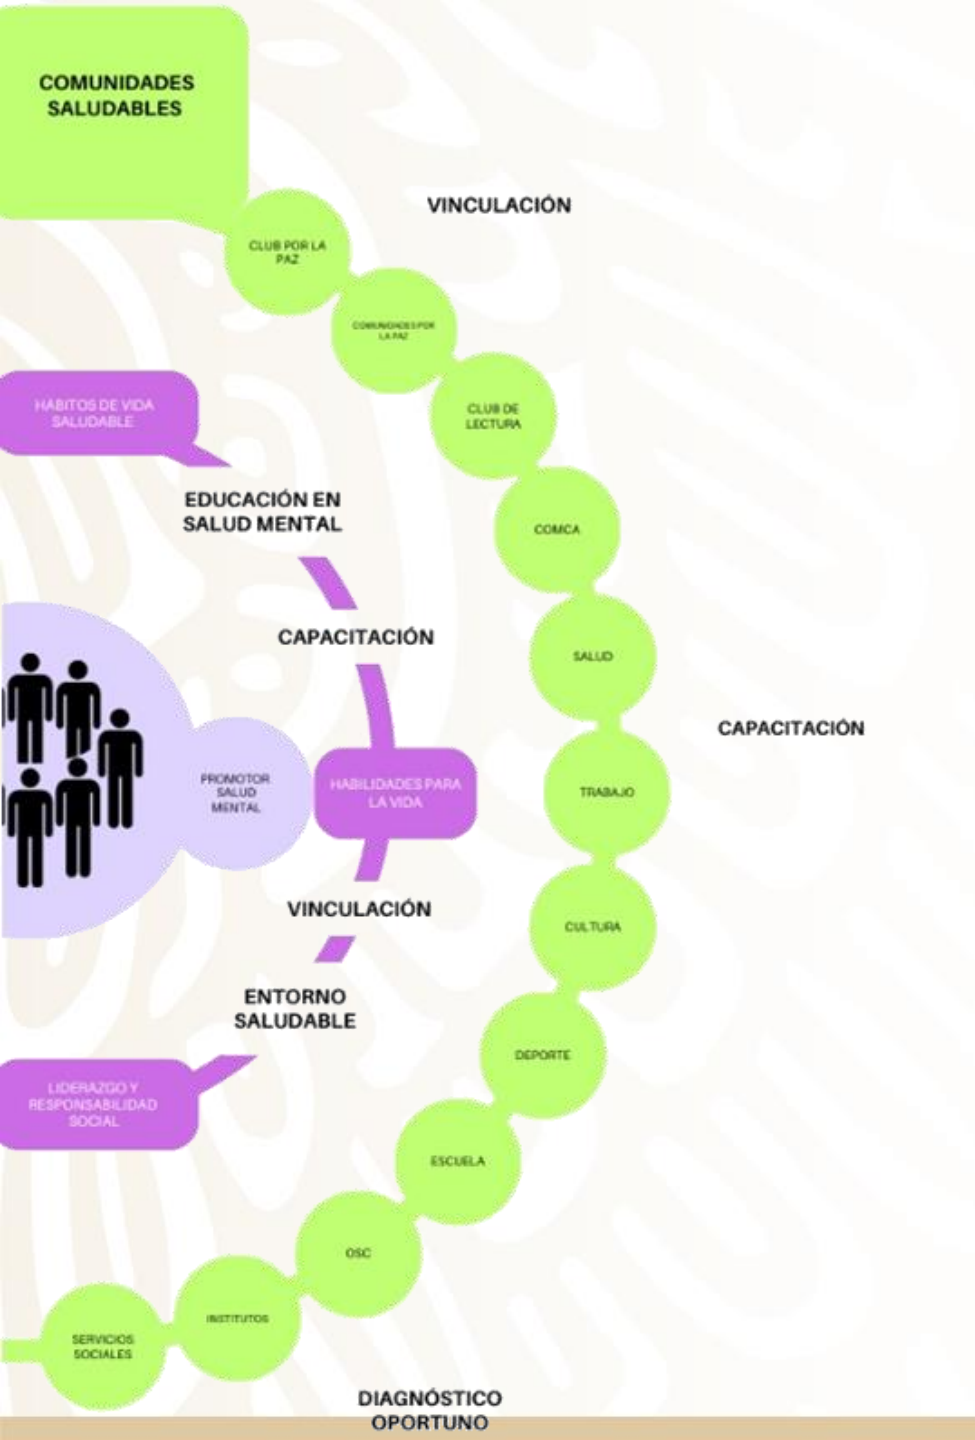 COMUNIDADES
SALUDABLES
VINCULACIÓN
CLUB POR LA
PAZ
COMUNIDADES POR
LA PAZ
HABITOS DE VIDA
SALUDABLE
CLUB DE
LECTURA
EDUCACIÓN EN
SALUD MENTAL
COMCA
CAPACITACIÓN
SALUD
CAPACITACIÓN
PROMOTOR
SALUD
MENTAL
HABILIDADES PARA
LA VIDA
TRABAJO
VINCULACIÓN
CULTURA
ENTORNO
SALUDABLE
DEPORTE
LIDERAZGO Y
RESPONSABILIDAD
SOCIAL
ESCUELA
OSC
INSTITUTOS
SERVICIOS
SOCIALES
DIAGNÓSTICO
OPORTUNO